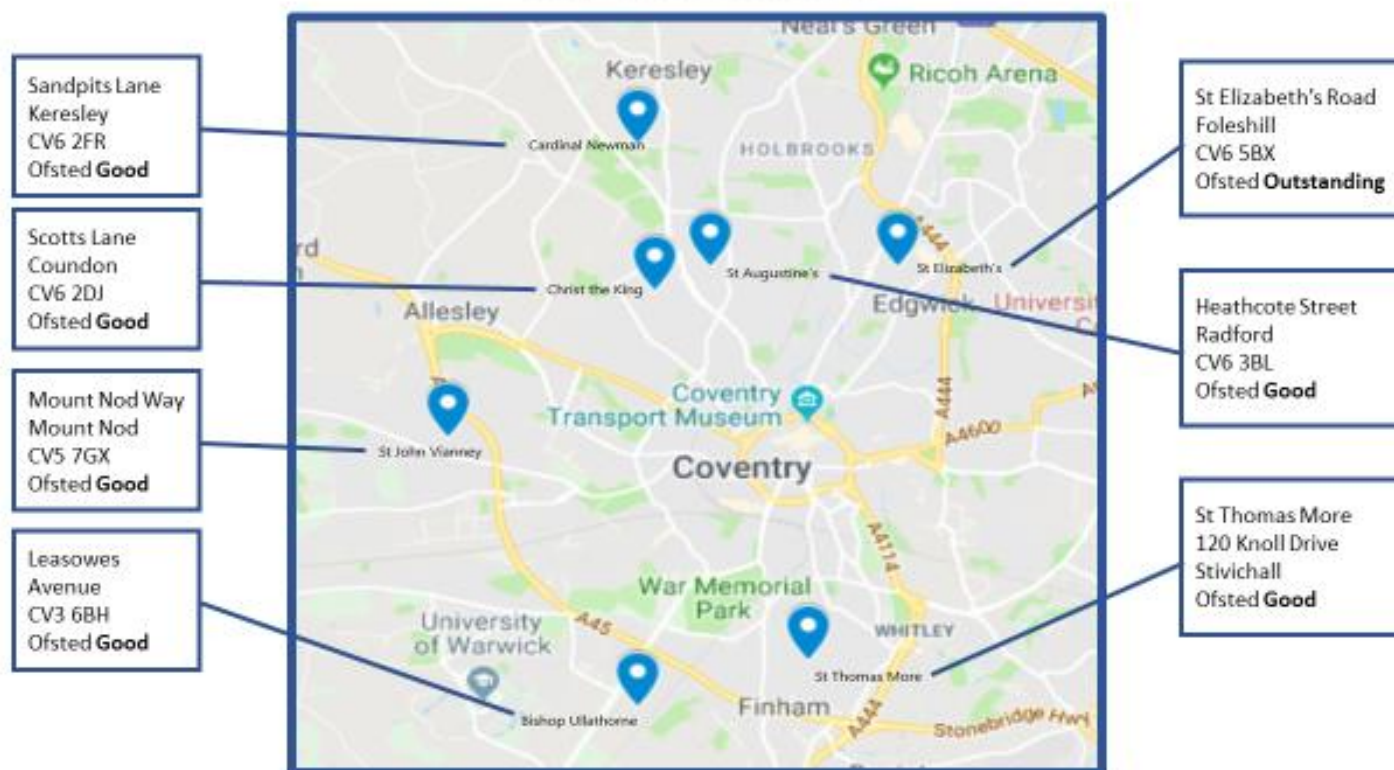 Sandpits Lane
Keresley
CV6 2FR
Ofsted Good
Scotts Lane
Coundon
CV6 2DJ
Ofsted Good
Mount Nod Way
Mount Nod
CV5 7GX
Ofsted Good
Leasowes
Avenue
CV3 6BH
Ofsted Good
Neal's Green
Keresley
Ricoh Arena
Cardinal Newman
HOLBROOKS
A444
St Augustine's
St Elizabeth's
Christ the King
Allesley
Edgwick
Coventry
Transport Museum
A444
A4600
St John Vianney
Coventry
A4114
War Memorial
Park
University
of Warwick
A45
WHITLEY
St Thomas More
Bishop Ullathorne
Finham
A444
Stonebridge Hwy
St Elizabeth's Road
Foleshill
CV6 5BX
Ofsted Outstanding
Heathcote Street
Radford
CV6 3BL
Ofsted Good
St Thomas More
120 Knoll Drive
Stivichall
Ofsted Good